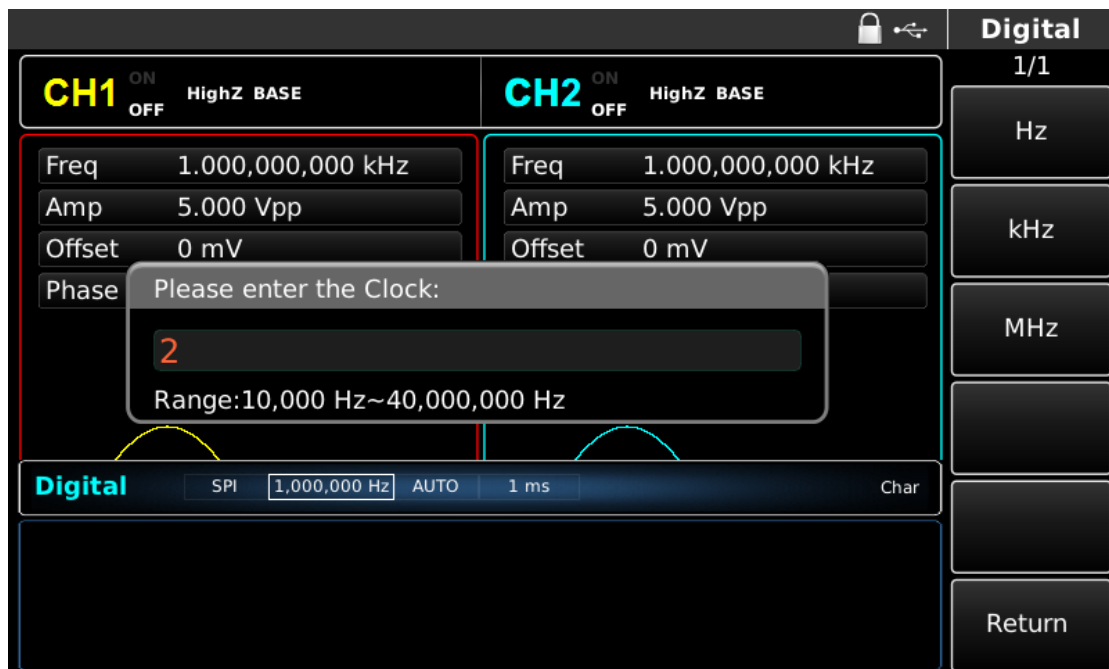 Digital
1/1
CH1 ON OFF HighZ BASE
CH2 ON OFF HighZ BASE
Hz
Freq 1.000,000,000 kHz
Freq 1.000,000,000 kHz
Amp 5.000 Vpp
Amp 5.000 Vpp
kHz
Offset 0 mV
Offset 0 mV
Phase
Please enter the Clock:
MHz
2
Range:10,000 Hz~40,000,000 Hz
Digital SPI 1,000,000 Hz AUTO 1 ms Char
Return